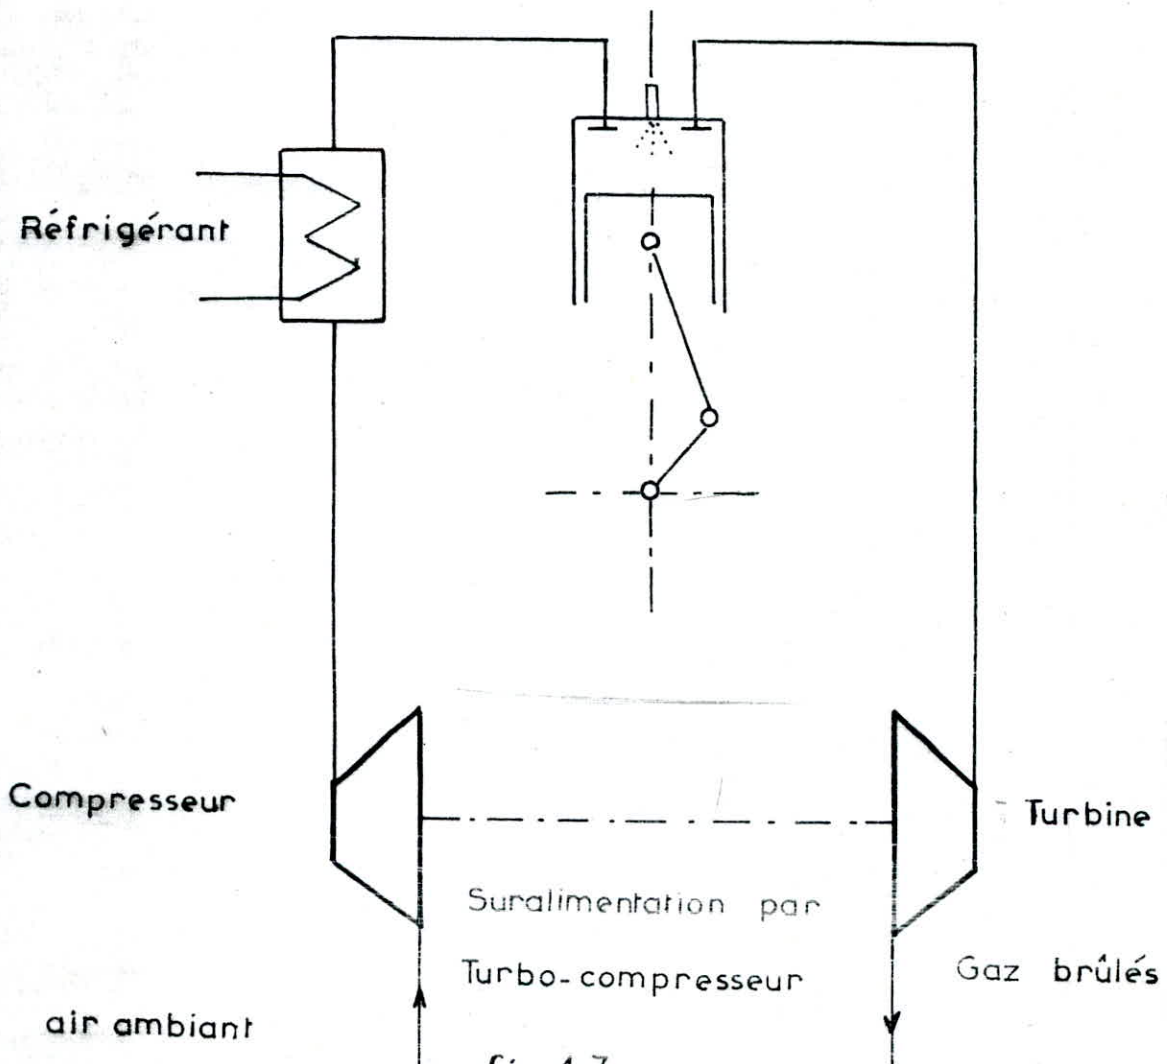 Réfrigérant
Compresseur
Turbine
Suralimentation par
Turbo-compresseur
Gaz brûlés
air ambiant